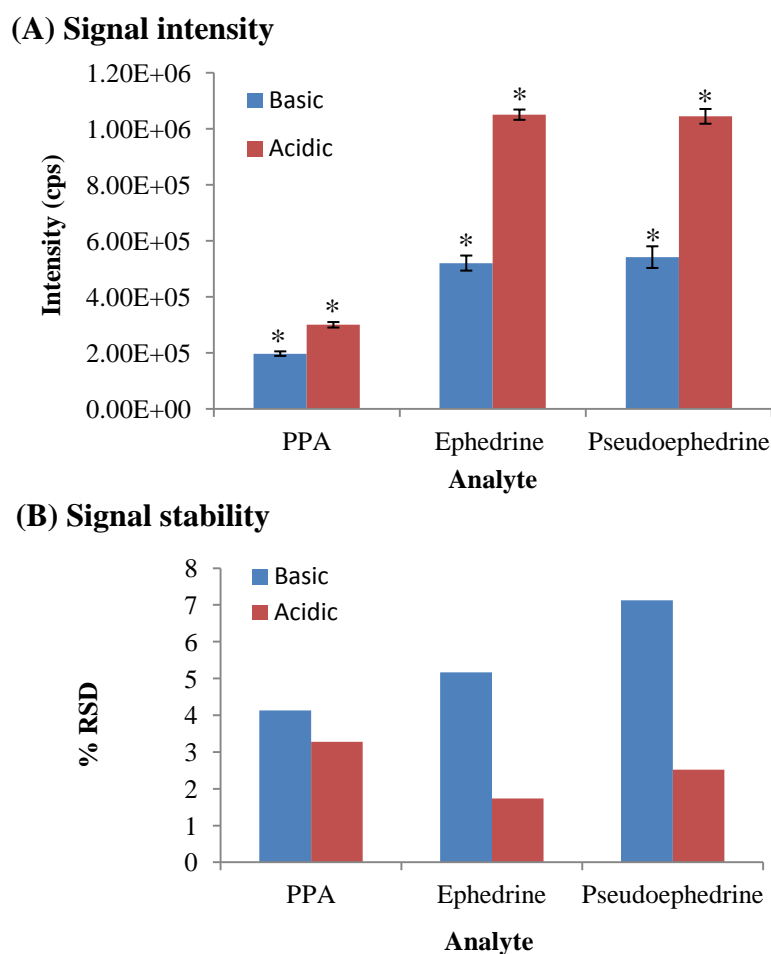 (A) Signal intensity
1.20E+06
1.00E+06
8.00E+05
6.00E+05
4.00E+05
2.00E+05
0.00E+00
Intensity (cps)
Basic
Acidic
*
*
*
*
*
*
PPA
Ephedrine
Pseudoephedrine
Analyte
(B) Signal stability
8
7
6
5
4
3
2
1
0
% RSD
Basic
Acidic
PPA
Ephedrine
Pseudoephedrine
Analyte